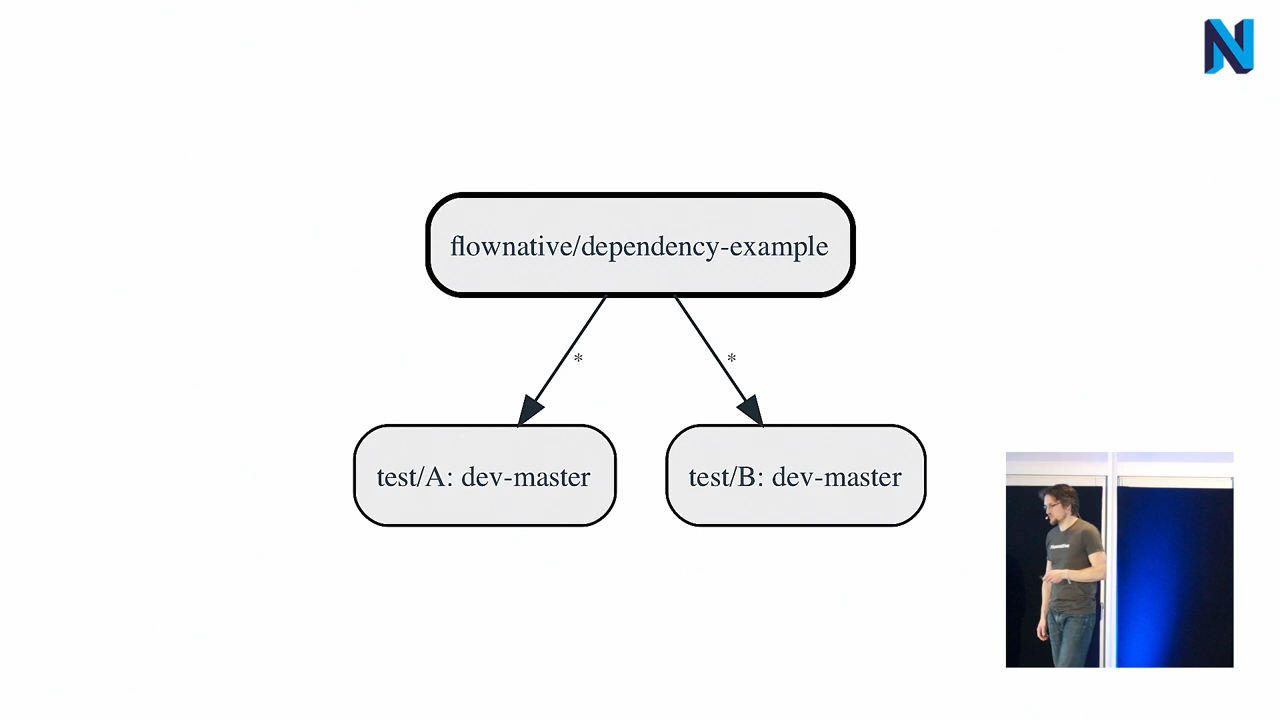 flownative/dependency-example
*
*
test/A: dev-master
test/B: dev-master